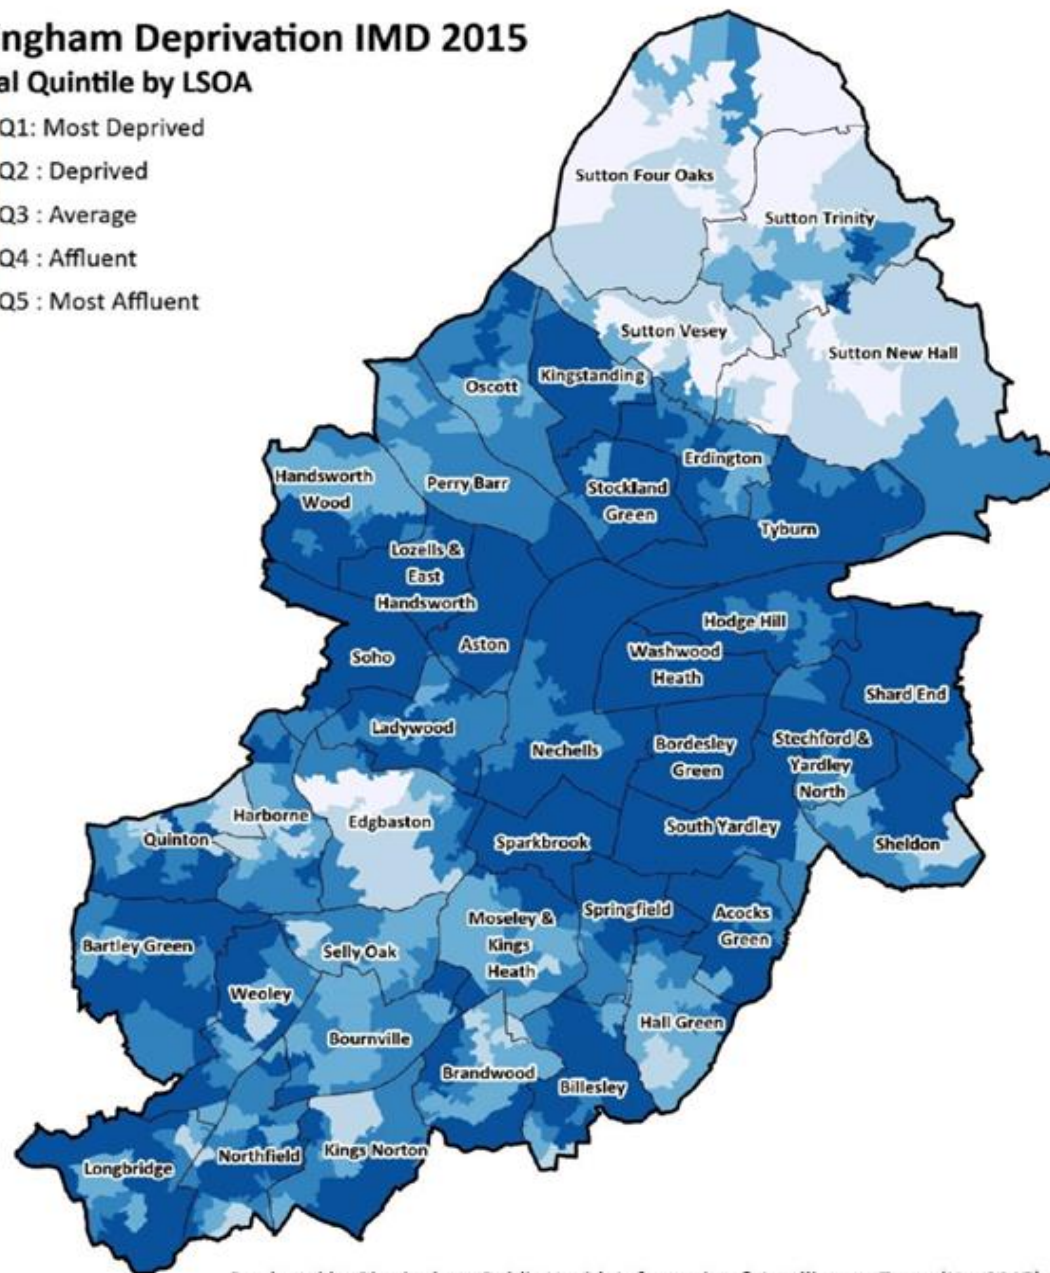 ngham Deprivation IMD 2015
al Quintile by LSOA
Q1: Most Deprived
Q2 : Deprived
Q3 : Average
Q4 : Affluent
Q5 : Most Affluent
Sutton Four Oaks
Sutton Trinity
Sutton Vesey
Sutton New Hall
Kingstanding
Oscott
Erdington
Handsworth
Wood
Perry Barr
Stockland
Green
Tyburn
Lozells &
East
Handsworth
Hodge Hill
Aston
Washwood
Heath
Soho
Shard End
Ladywood
Nechells
Bordesley
Green
Stechford &
Yardley
North
Harborne
Edgbaston
Quinton
South Yardley
Sparkbrook
Sheldon
Springfield
Acocks
Green
Moseley &
Kings
Heath
Bartley Green
Selly Oak
Weoley
Hall Green
Bournville
Brandwood
Billesley
Kings Norton
Northfield
Longbridge